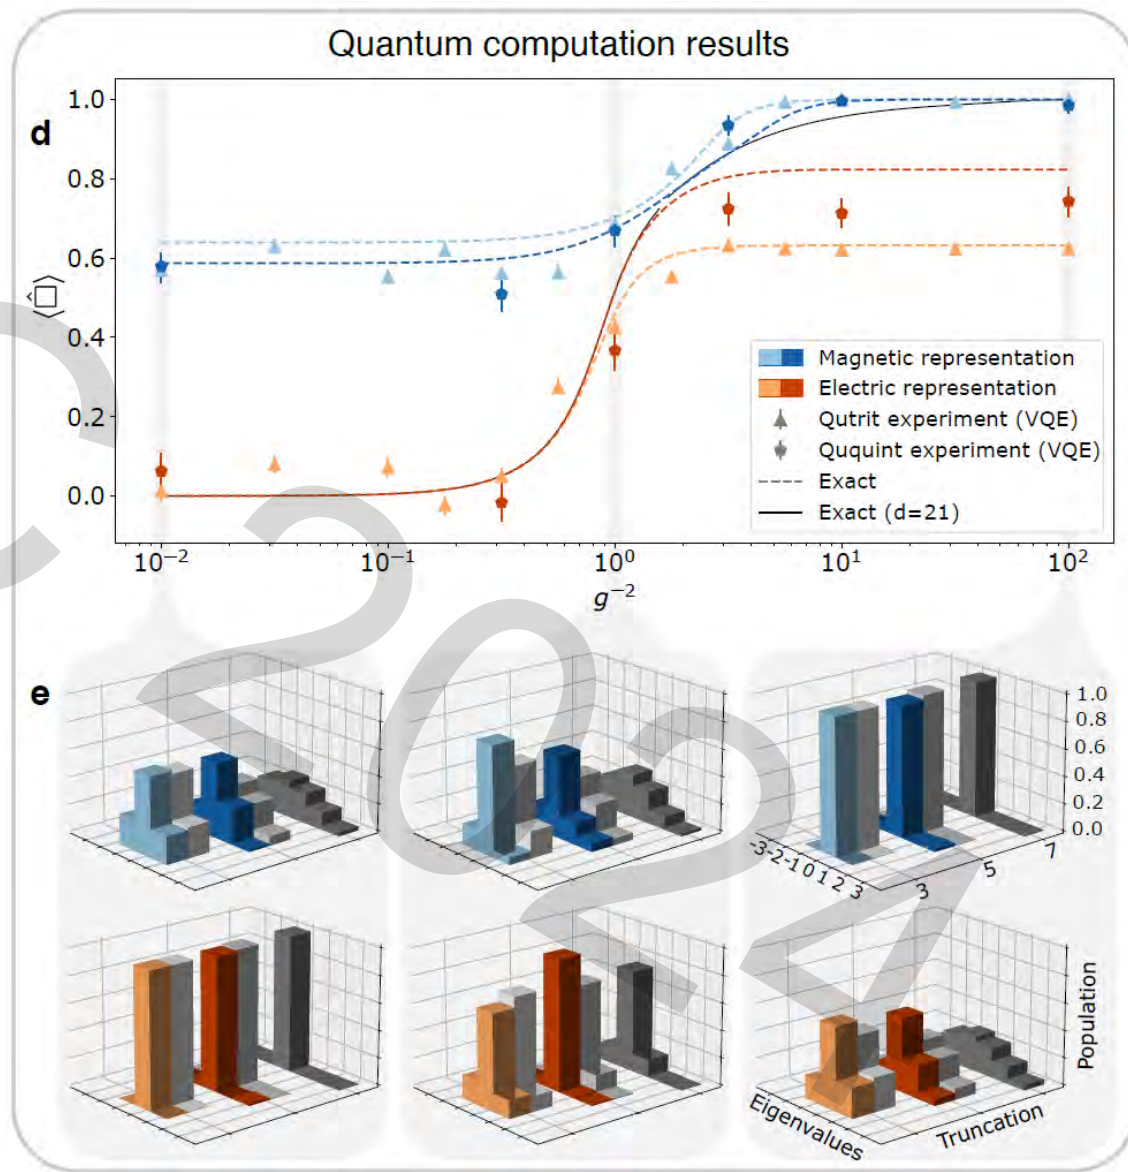 Quantum computation results
d
1.0
0.8
0.6
0.4
0.2
0.0
⟨□̂⟩
10⁻²
10⁻¹
10⁰
10¹
10²
g⁻²
Magnetic representation
Electric representation
Qutrit experiment (VQE)
Ququint experiment (VQE)
Exact
Exact (d=21)
e
1.0
0.8
0.6
0.4
0.2
0.0
-3 -2 -1 0 1 2 3
3
5
7
Population
Eigenvalues
Truncation
C 2024